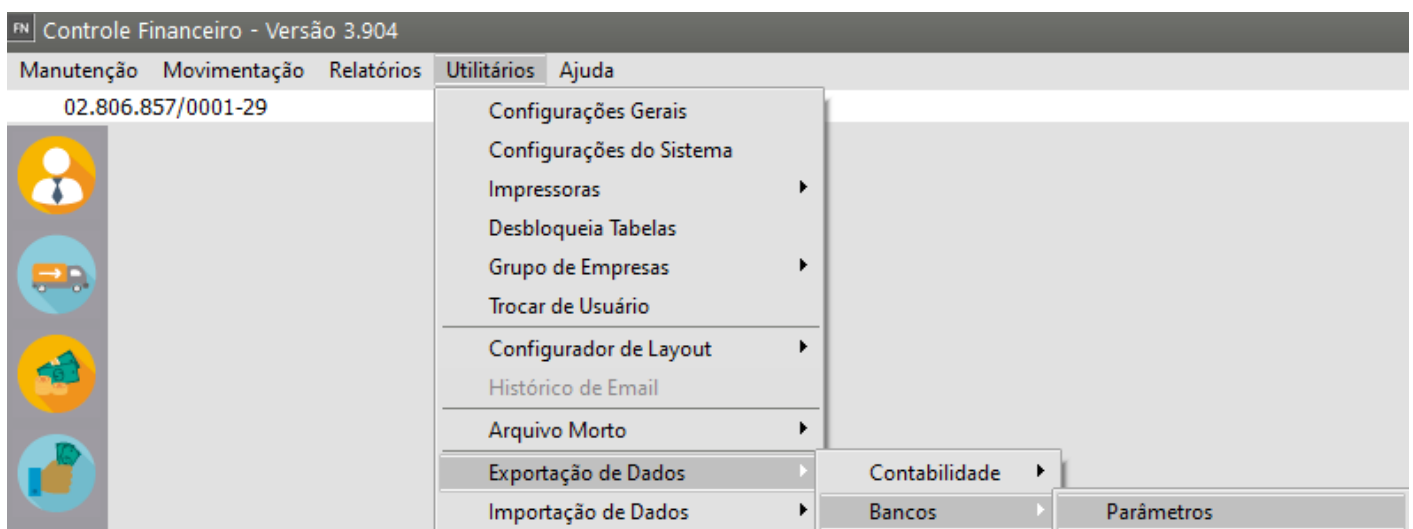 FN Controle Financeiro - Versão 3.904
Manutenção Movimentação Relatórios Utilitários Ajuda
02.806.857/0001-29
Configurações Gerais
Configurações do Sistema
Impressoras
Desbloqueia Tabelas
Grupo de Empresas
Trocar de Usuário
Configurador de Layout
Histórico de Email
Arquivo Morto
Exportação de Dados Contabilidade
Importação de Dados Bancos Parâmetros